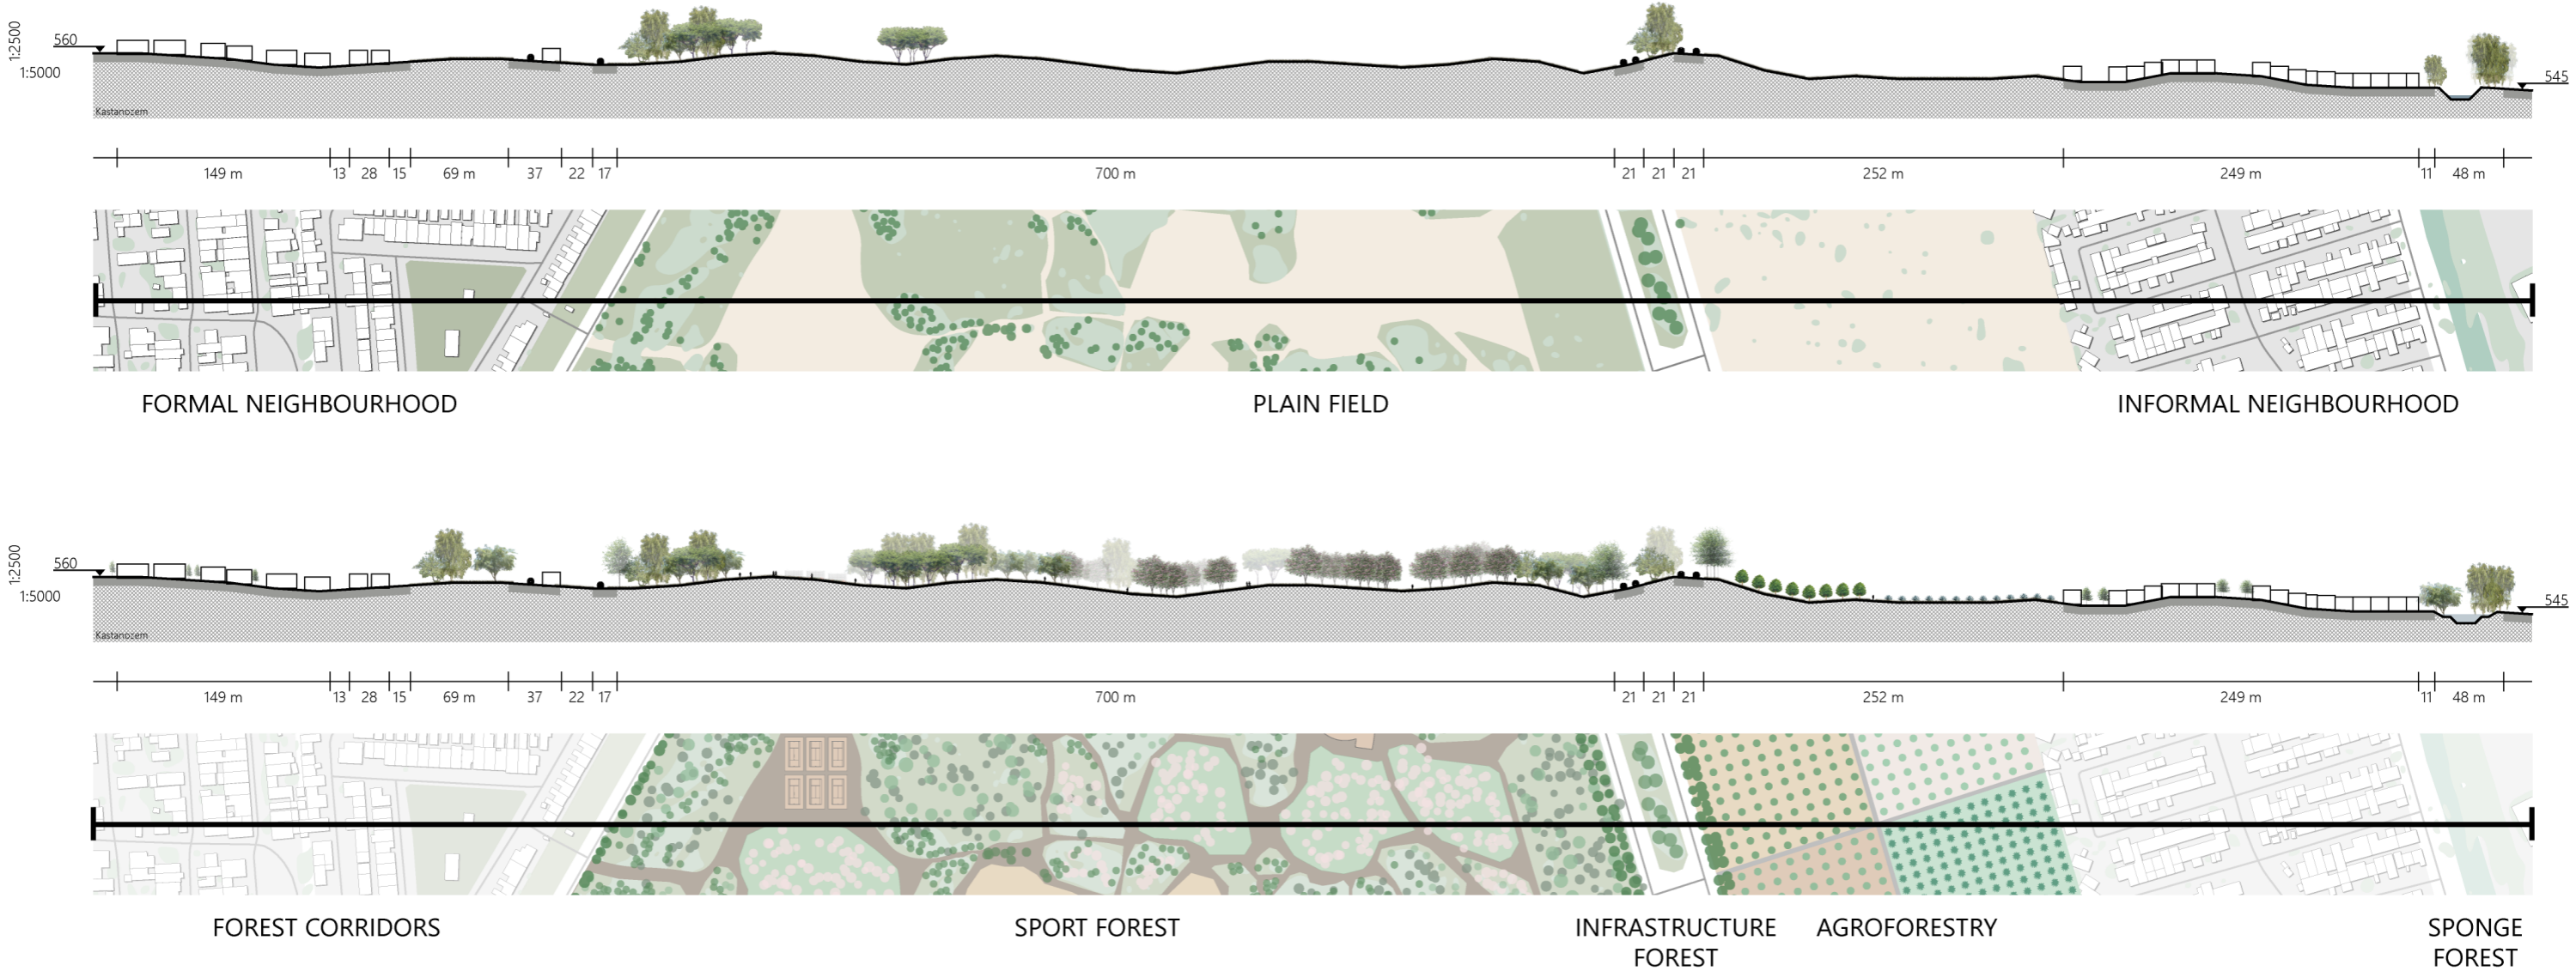 1:2500
1:5000
560
545
Kastanozem
149 m 13 28 15 69 m 37 22 17 700 m 21 21 21 252 m 249 m 11 48 m
FORMAL NEIGHBOURHOOD PLAIN FIELD INFORMAL NEIGHBOURHOOD
1:2500
1:5000
560
545
Kastanozem
149 m 13 28 15 69 m 37 22 17 700 m 21 21 21 252 m 249 m 11 48 m
FOREST CORRIDORS SPORT FOREST INFRASTRUCTURE AGROFORESTRY SPONGE
FOREST FOREST